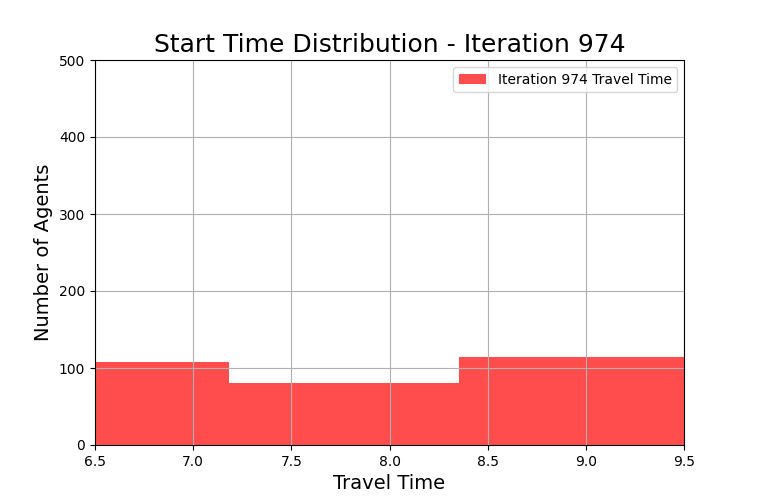 Start Time Distribution - Iteration 974
Iteration 974 Travel Time
Number of Agents
500
400
300
200
100
0
6.5 7.0 7.5 8.0 8.5 9.0 9.5
Travel Time